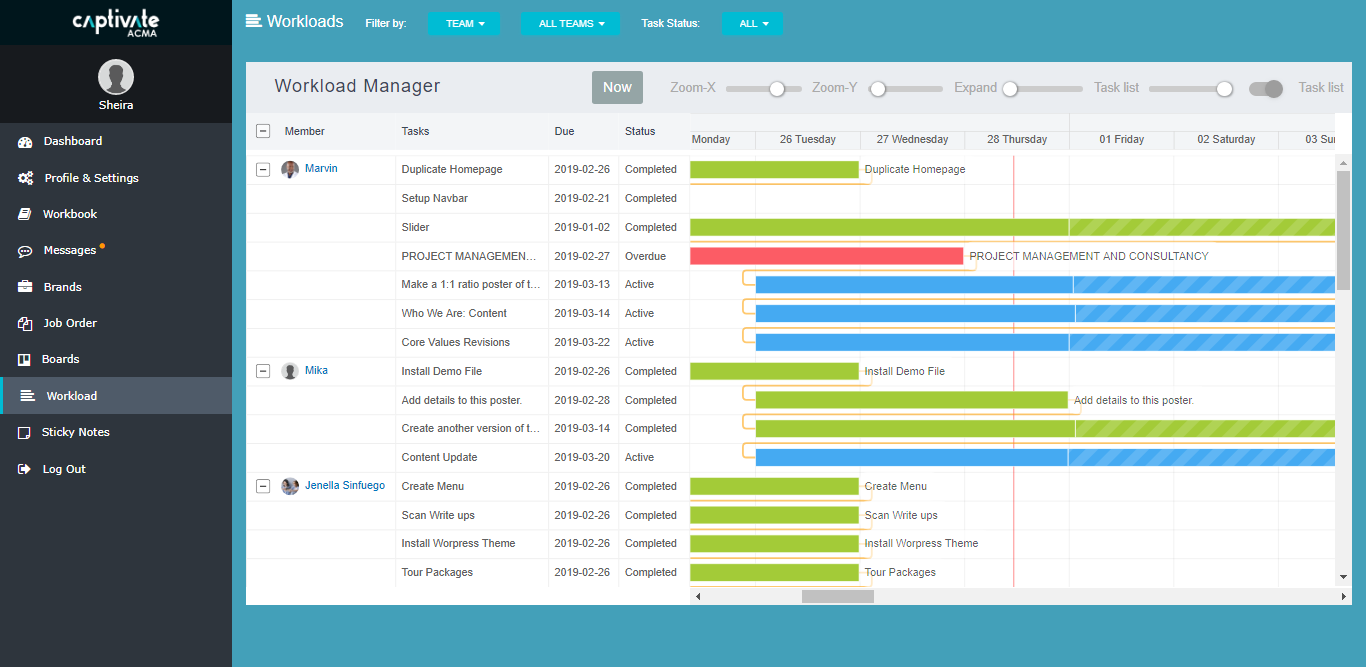 captivate
ACMA
Sheira
Dashboard
Profile & Settings
Workbook
Messages
Brands
Job Order
Boards
Workload
Sticky Notes
Log Out
Workloads Filter by: TEAM ALL TEAMS Task Status: ALL
Workload Manager Now Zoom-X Zoom-Y Expand Task list Task list
Member Tasks Due Status Monday 26 Tuesday 27 Wednesday 28 Thursday 01 Friday 02 Saturday 03 Su
Marvin Duplicate Homepage 2019-02-26 Completed Duplicate Homepage
Setup Navbar 2019-02-21 Completed
Slider 2019-01-02 Completed
PROJECT MANAGEMEN... 2019-02-27 Overdue PROJECT MANAGEMENT AND CONSULTANCY
Make a 1:1 ratio poster of t... 2019-03-13 Active
Who We Are: Content 2019-03-14 Active
Core Values Revisions 2019-03-22 Active
Mika Install Demo File 2019-02-26 Completed Install Demo File
Add details to this poster. 2019-02-28 Completed Add details to this poster.
Create another version of t... 2019-03-14 Completed
Content Update 2019-03-20 Active
Jenella Sinfuego Create Menu 2019-02-26 Completed Create Menu
Scan Write ups 2019-02-26 Completed Scan Write ups
Install Worpress Theme 2019-02-26 Completed Install Worpress Theme
Tour Packages 2019-02-26 Completed Tour Packages